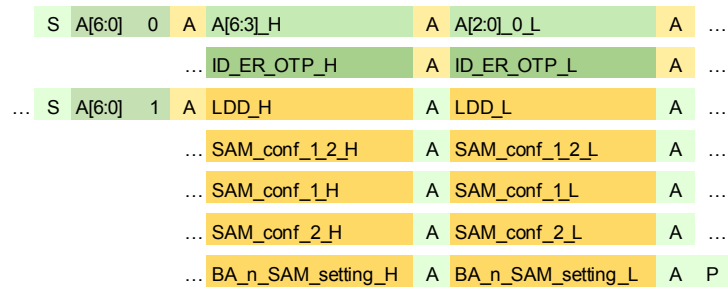 S A[6:0] 0 A A[6:3]_H A A[2:0]_0_L A …
… ID_ER_OTP_H A ID_ER_OTP_L A …
… S A[6:0] 1 A LDD_H A LDD_L A …
… SAM_conf_1_2_H A SAM_conf_1_2_L A …
… SAM_conf_1_H A SAM_conf_1_L A …
… SAM_conf_2_H A SAM_conf_2_L A …
… BA_n_SAM_setting_H A BA_n_SAM_setting_L A P